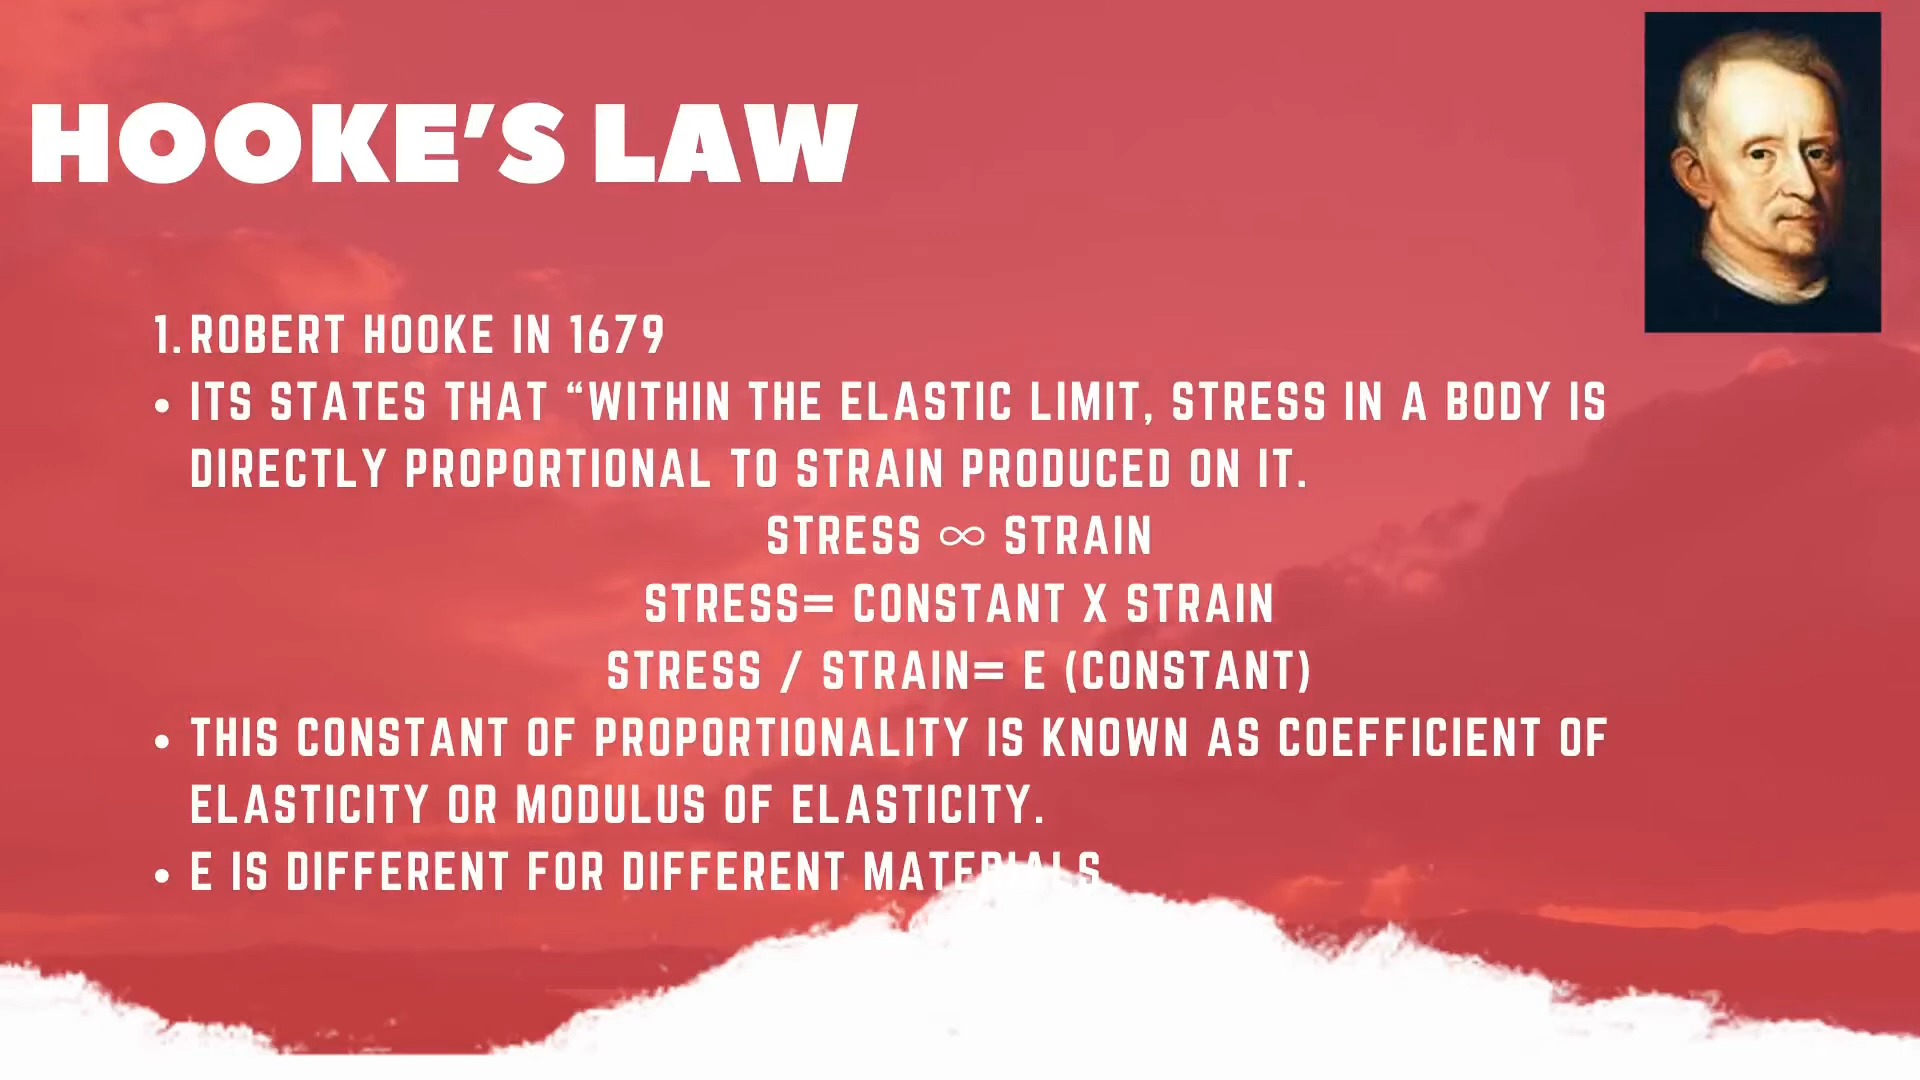 HOOKE'S LAW
1. ROBERT HOOKE IN 1679
• ITS STATES THAT “WITHIN THE ELASTIC LIMIT, STRESS IN A BODY IS
DIRECTLY PROPORTIONAL TO STRAIN PRODUCED ON IT.
STRESS ∞ STRAIN
STRESS= CONSTANT X STRAIN
STRESS / STRAIN= E (CONSTANT)
• THIS CONSTANT OF PROPORTIONALITY IS KNOWN AS COEFFICIENT OF
ELASTICITY OR MODULUS OF ELASTICITY.
• E IS DIFFERENT FOR DIFFERENT MATERIALS